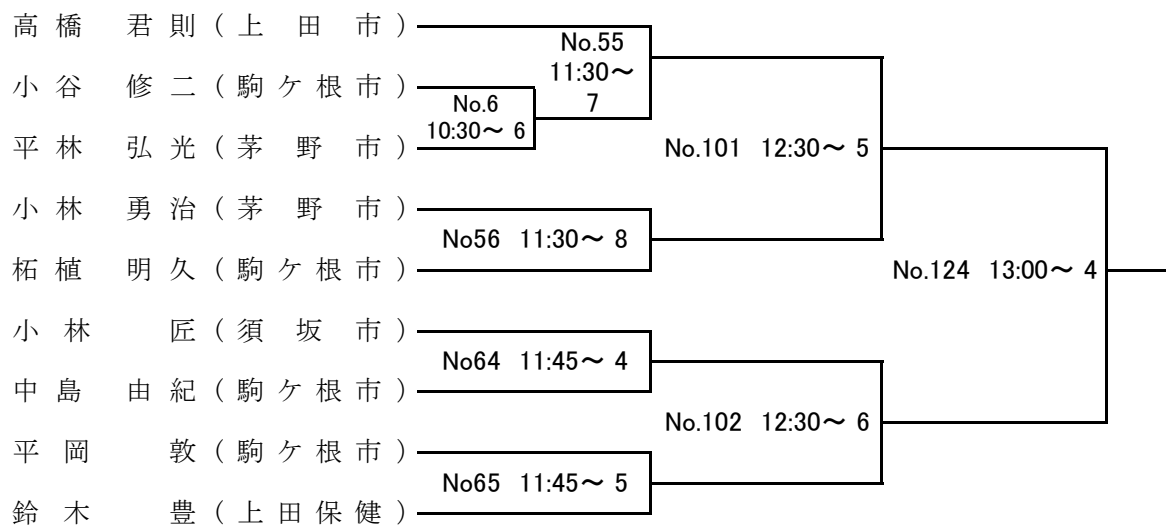 高橋 君則(上田市)
No.55
11:30～
7
小谷 修二(駒ケ根市)
No.6
10:30～ 6
平林 弘光(茅野市)
No.101 12:30～ 5
小林 勇治(茅野市)
No56 11:30～ 8
柘植 明久(駒ケ根市)
No.124 13:00～ 4
小林 匠(須坂市)
No64 11:45～ 4
中島 由紀(駒ケ根市)
No.102 12:30～ 6
平岡 敦(駒ケ根市)
No65 11:45～ 5
鈴木 豊(上田保健)